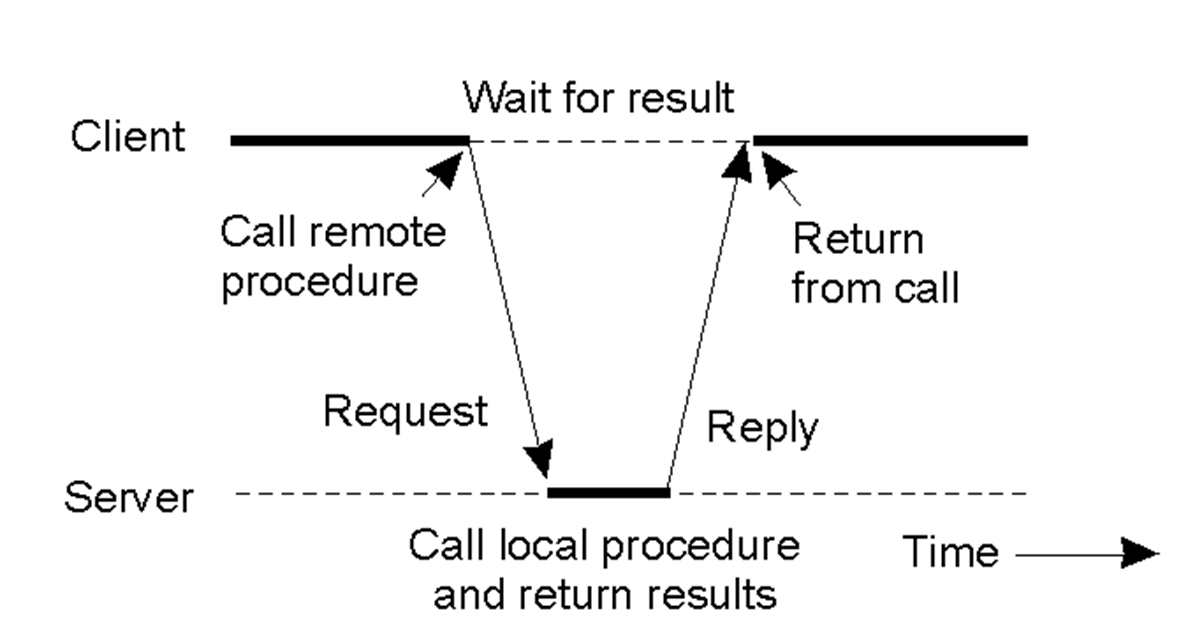 Wait for result
Client
Call remote
procedure
Return
from call
Request
Reply
Server
Call local procedure
and return results
Time